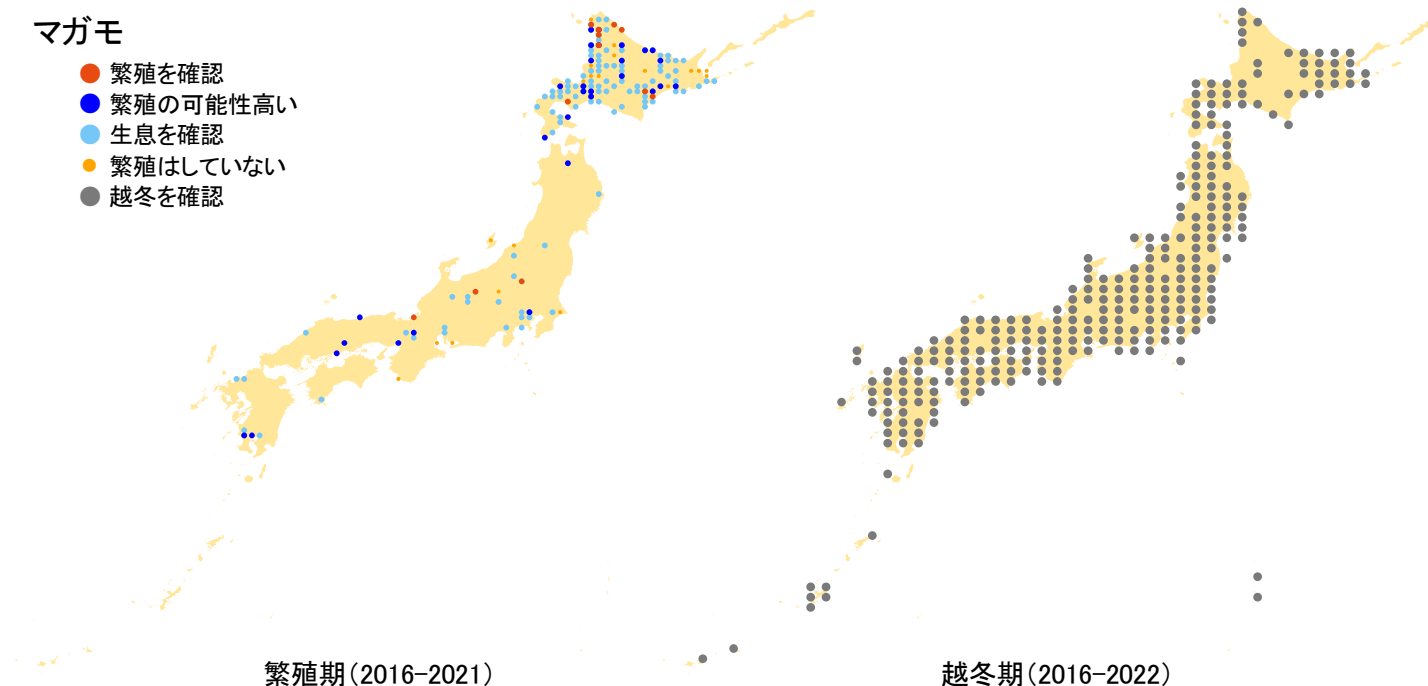 マガモ
繁殖を確認
繁殖の可能性高い
生息を確認
繁殖はしていない
越冬を確認
繁殖期(2016-2021)
越冬期(2016-2022)